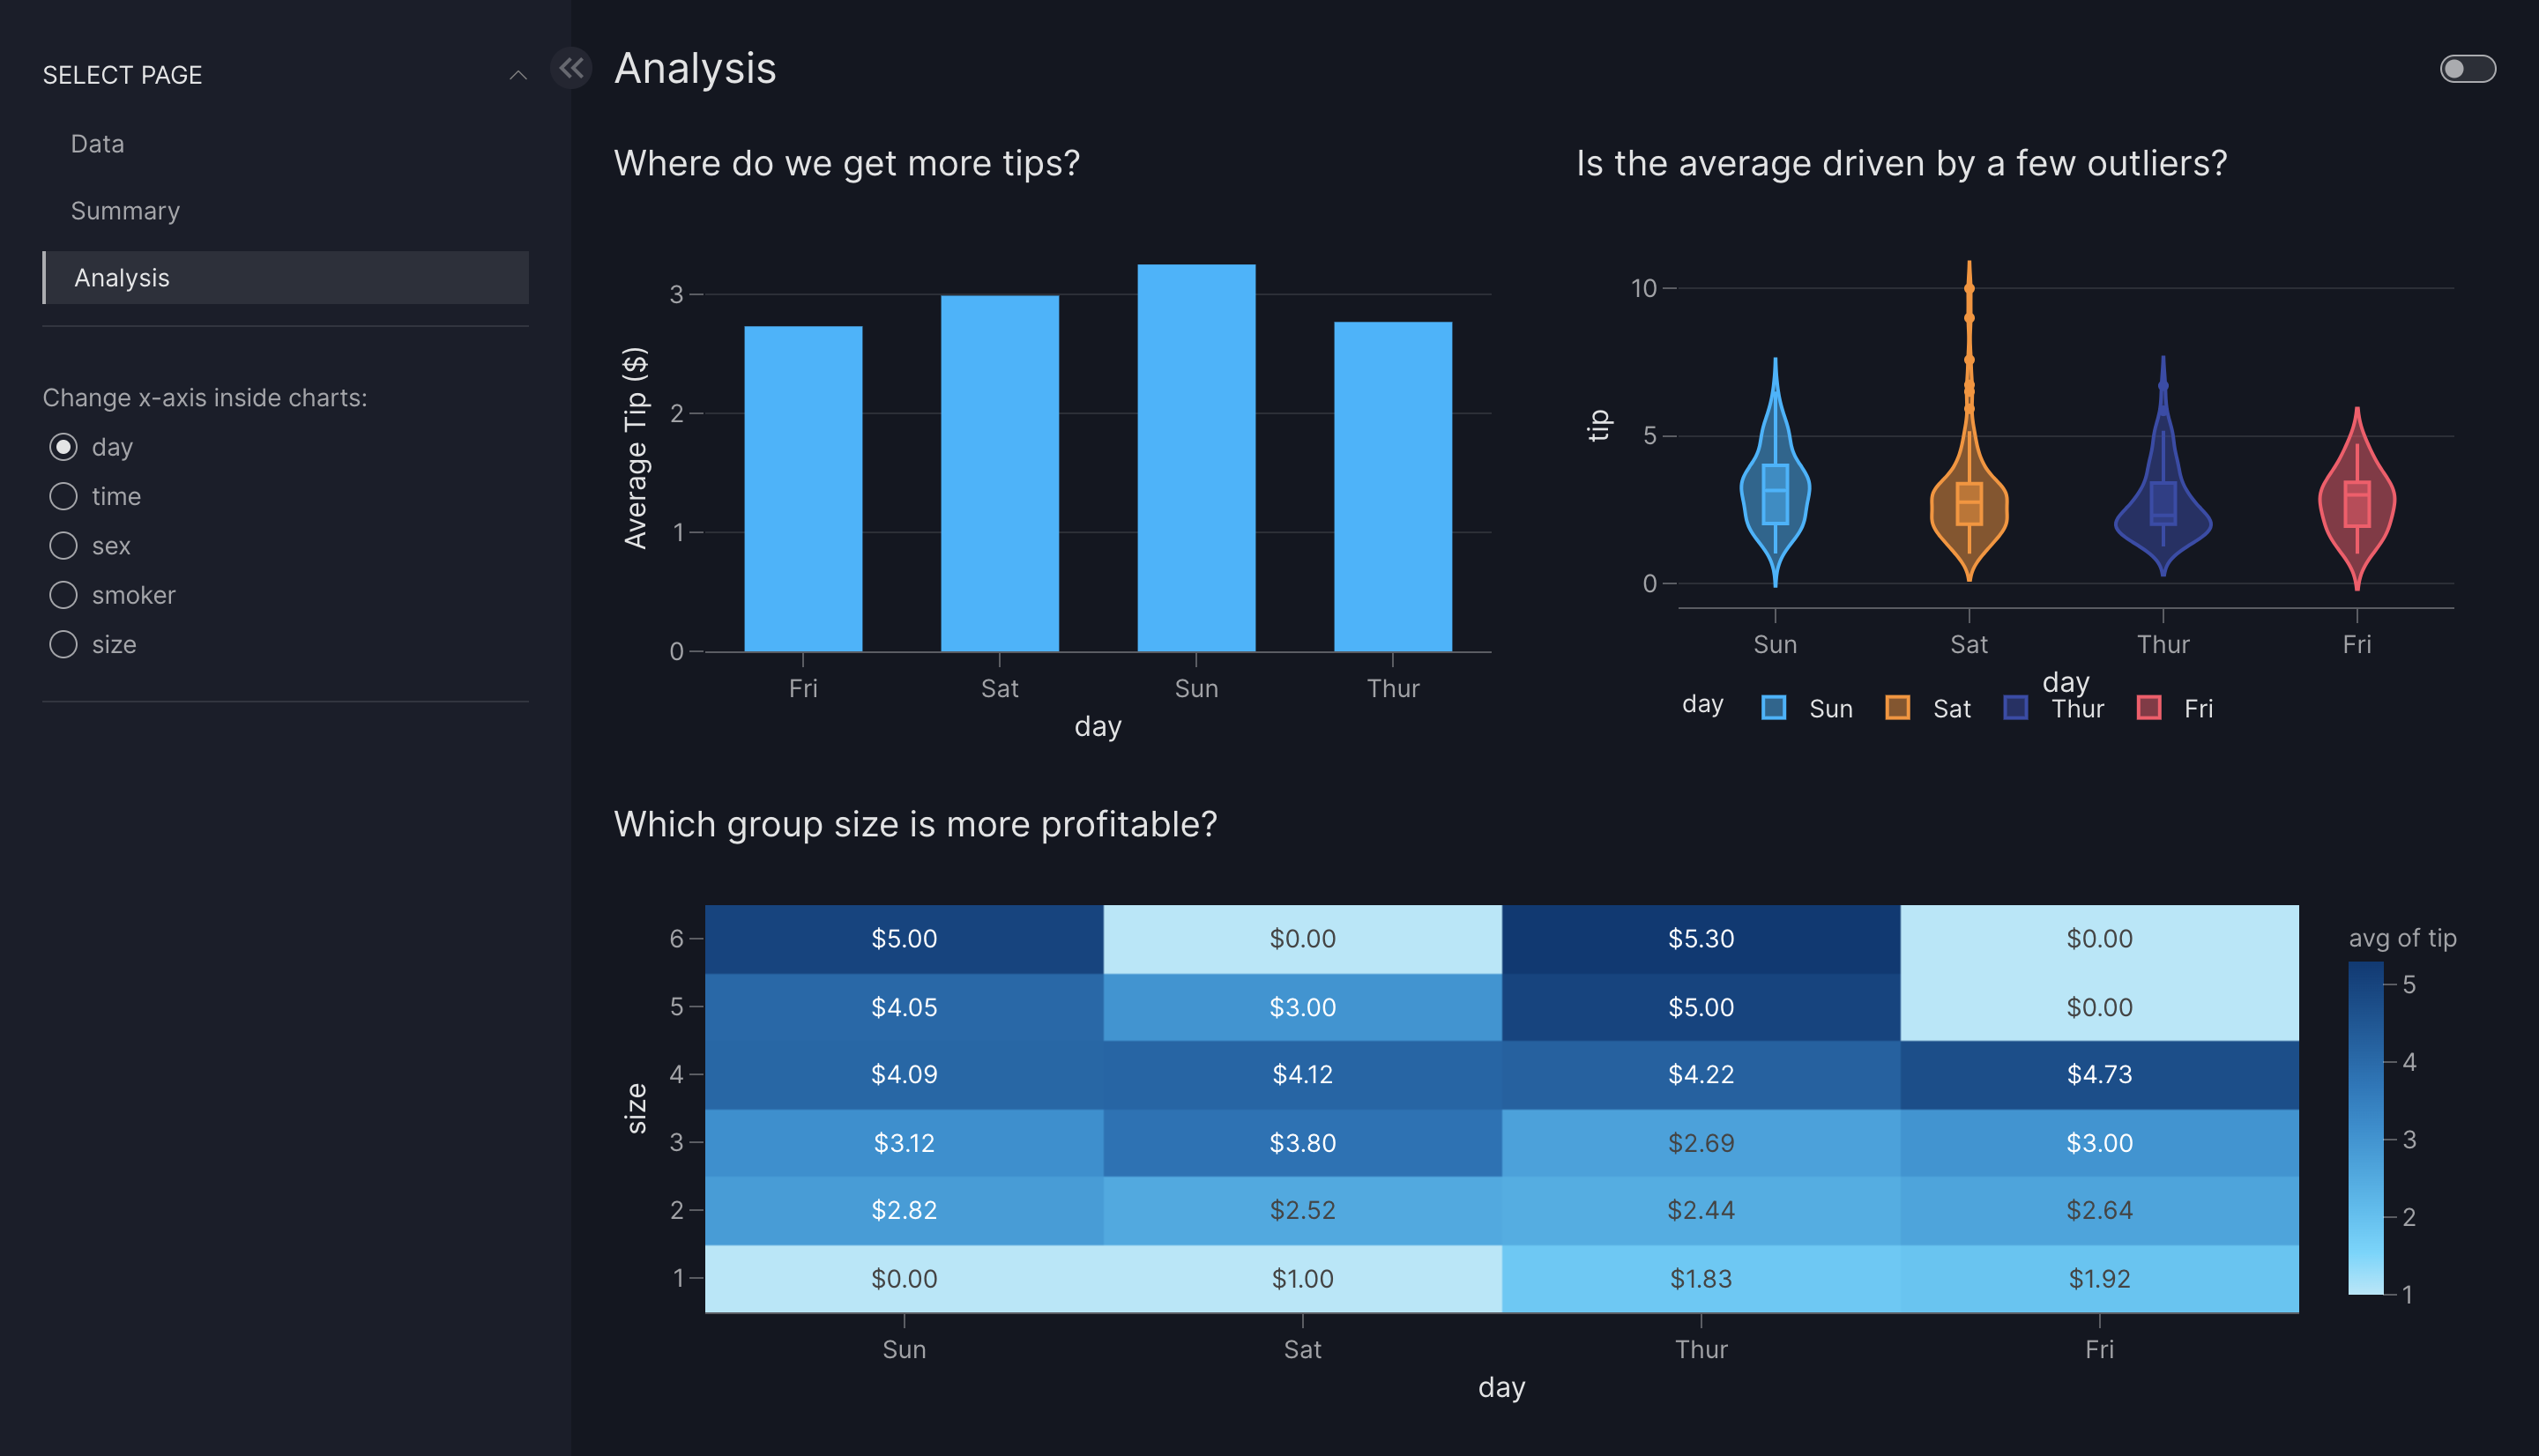 SELECT PAGE
Data
Summary
Analysis
Change x-axis inside charts:
day
time
sex
smoker
size
Analysis
Where do we get more tips?
Average Tip ($)
3
2
1
0
Fri Sat Sun Thur
day
Is the average driven by a few outliers?
tip
10
5
0
Sun Sat Thur Fri
day
day Sun Sat Thur Fri
Which group size is more profitable?
size
6 $5.00 $0.00 $5.30 $0.00
5 $4.05 $3.00 $5.00 $0.00
4 $4.09 $4.12 $4.22 $4.73
3 $3.12 $3.80 $2.69 $3.00
2 $2.82 $2.52 $2.44 $2.64
1 $0.00 $1.00 $1.83 $1.92
Sun Sat Thur Fri
day
avg of tip
5
4
3
2
1